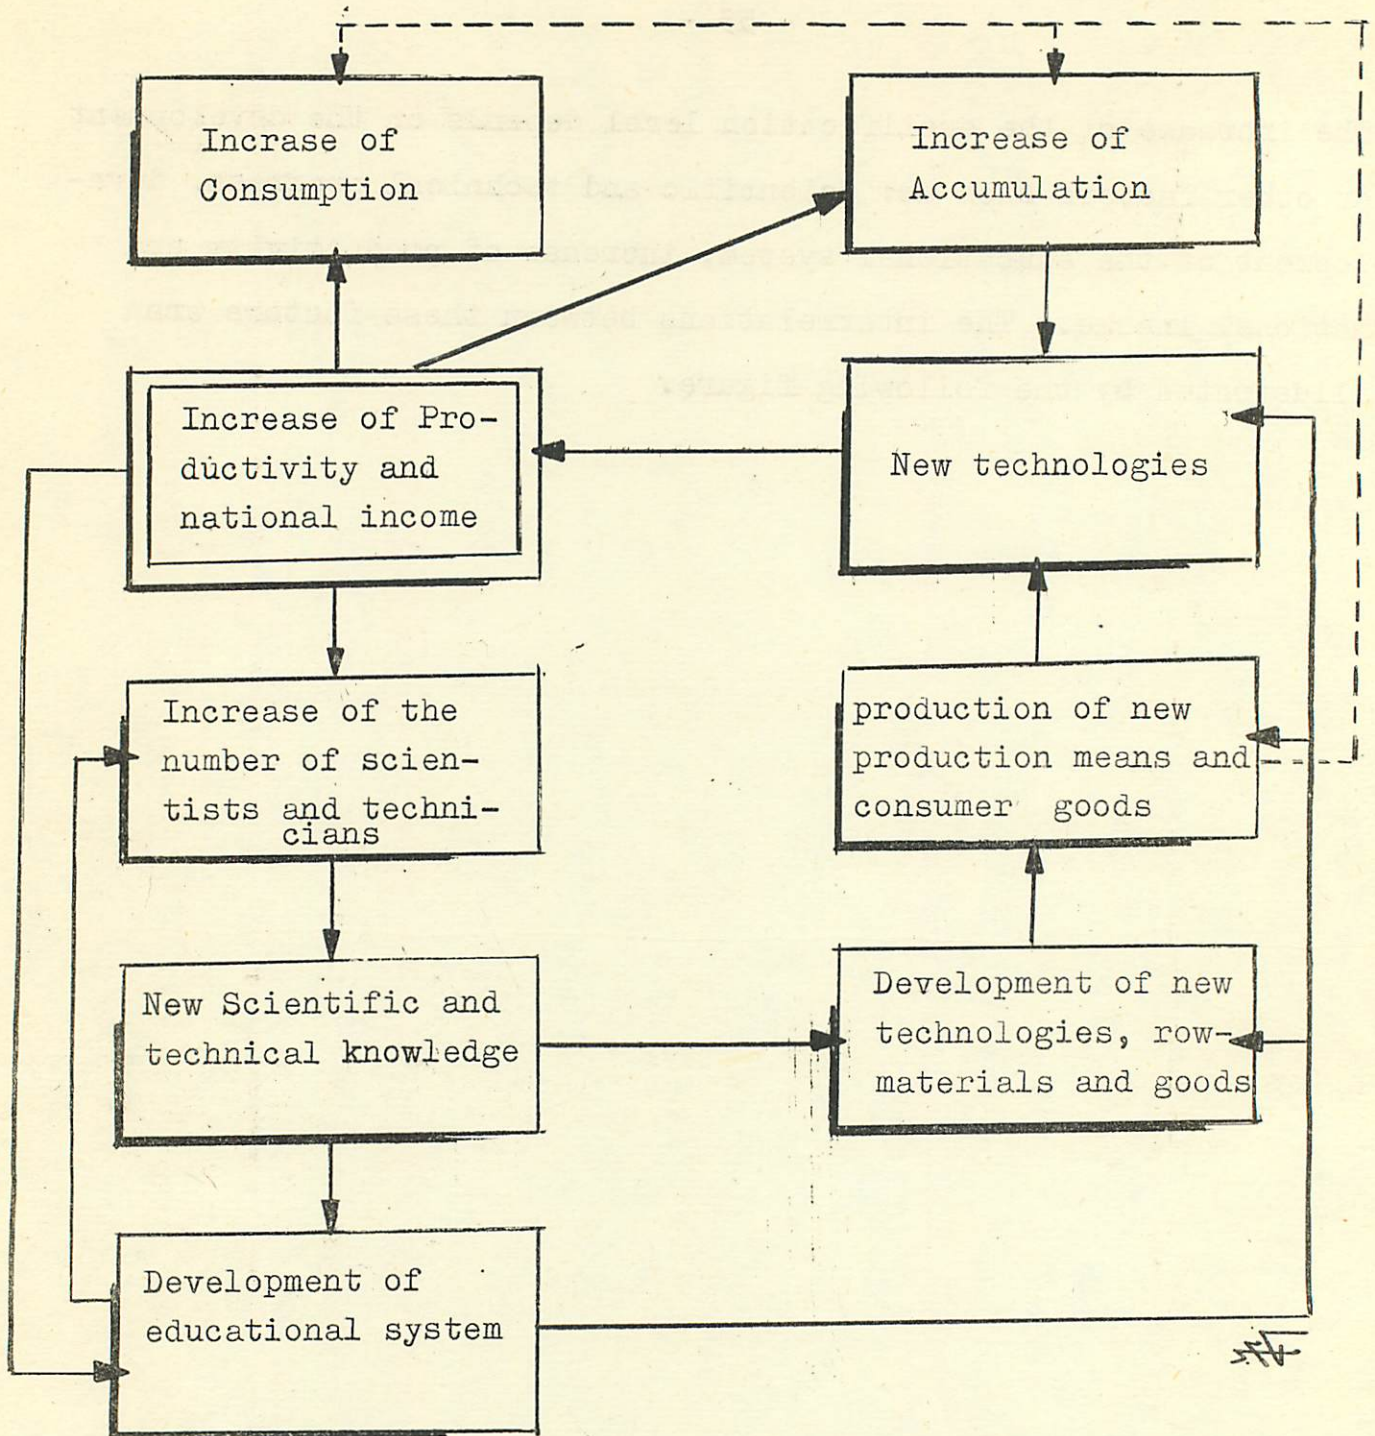 Incrase of
Consumption
Increase of
Accumulation
Increase of Pro-
ductivity and
national income
New technologies
Increase of the
number of scien-
tists and techni-
cians
production of new
production means and
consumer goods
New Scientific and
technical knowledge
Development of new
technologies, row-
materials and goods
Development of
educational system